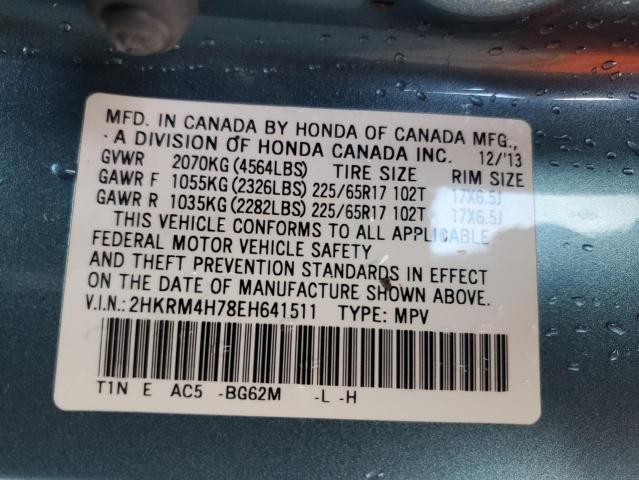 MFD. IN CANADA BY HONDA OF CANADA MFG.,
A DIVISION OF HONDA CANADA INC. 12/'13
GVWR 2070KG (4564LBS) TIRE SIZE RIM SIZE
GAWR F 1055KG (2326LBS) 225/65R17 102T 17X6.5J
GAWR R 1035KG (2282LBS) 225/65R17 102T 17X6.5J
THIS VEHICLE CONFORMS TO ALL APPLICABLE
FEDERAL MOTOR VEHICLE SAFETY
AND THEFT PREVENTION STANDARDS IN EFFECT
ON THE DATE OF MANUFACTURE SHOWN ABOVE.
V.I.N.: 2HKRM4H78EH641511 TYPE: MPV
T1N E AC5 -BG62M -L -H